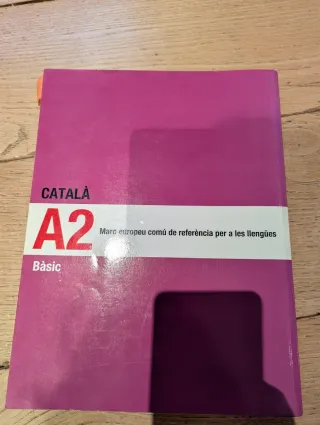 CATALÀ
A2 Marc europeu comú de referència per a les llengües
Bàsic